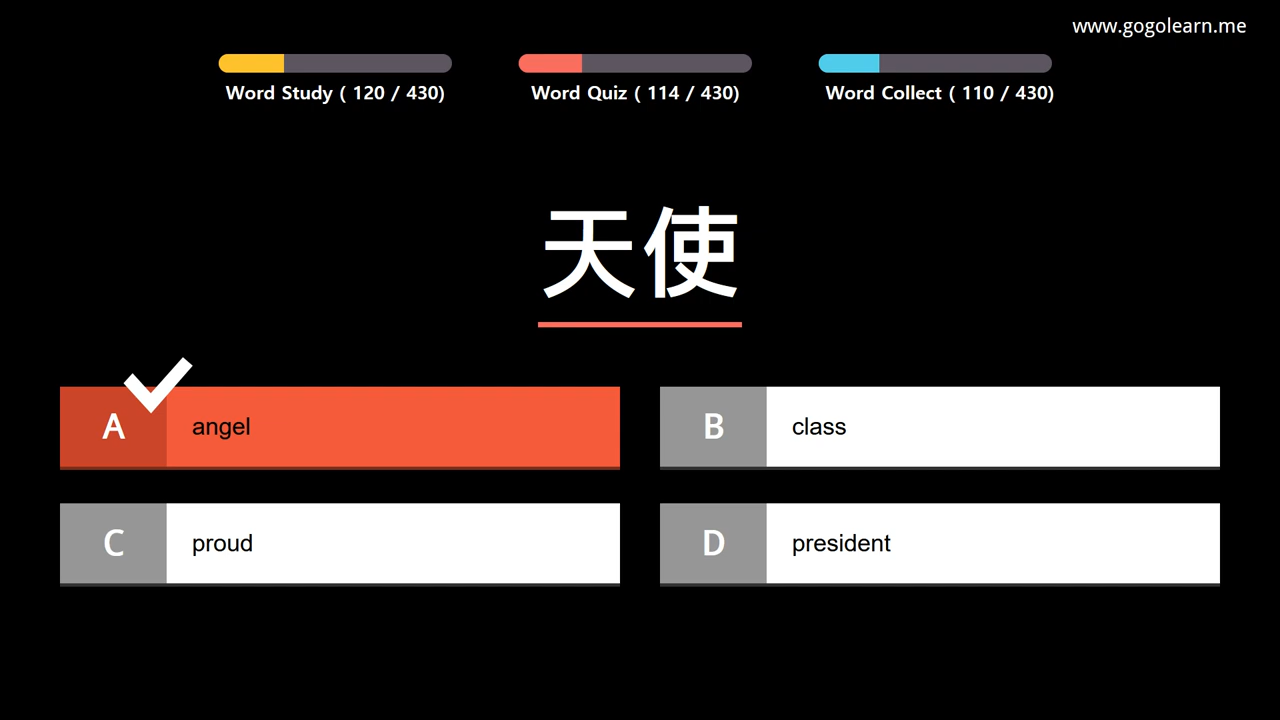 www.gogolearn.me
Word Study ( 120 / 430)
Word Quiz ( 114 / 430)
Word Collect ( 110 / 430)
天使
A angel
B class
C proud
D president